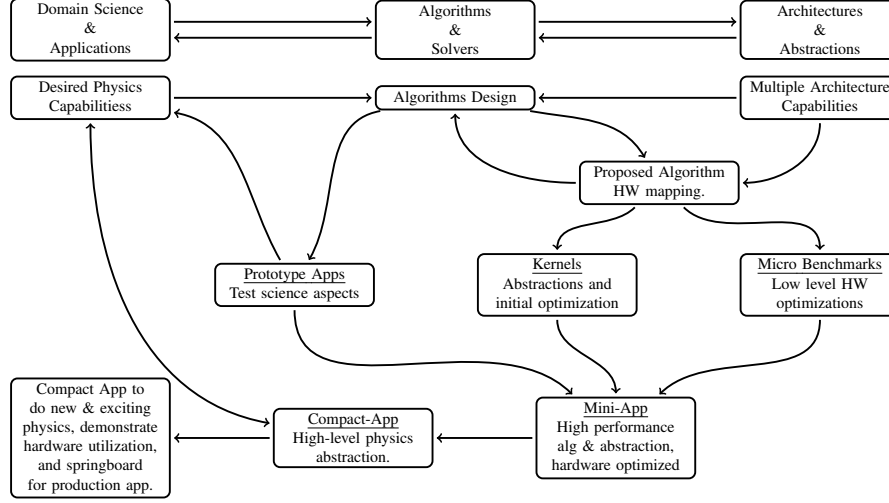 Domain Science
&
Applications
Algorithms
&
Solvers
Architectures
&
Abstractions
Desired Physics
Capabilitiess
Algorithms Design
Multiple Architecture
Capabilities
Proposed Algorithm
HW mapping.
Prototype Apps
Test science aspects
Kernels
Abstractions and
initial optimization
Micro Benchmarks
Low level HW
optimizations
Compact App to
do new & exciting
physics, demonstrate
hardware utilization,
and springboard
for production app.
Compact-App
High-level physics
abstraction.
Mini-App
High performance
alg & abstraction,
hardware optimized